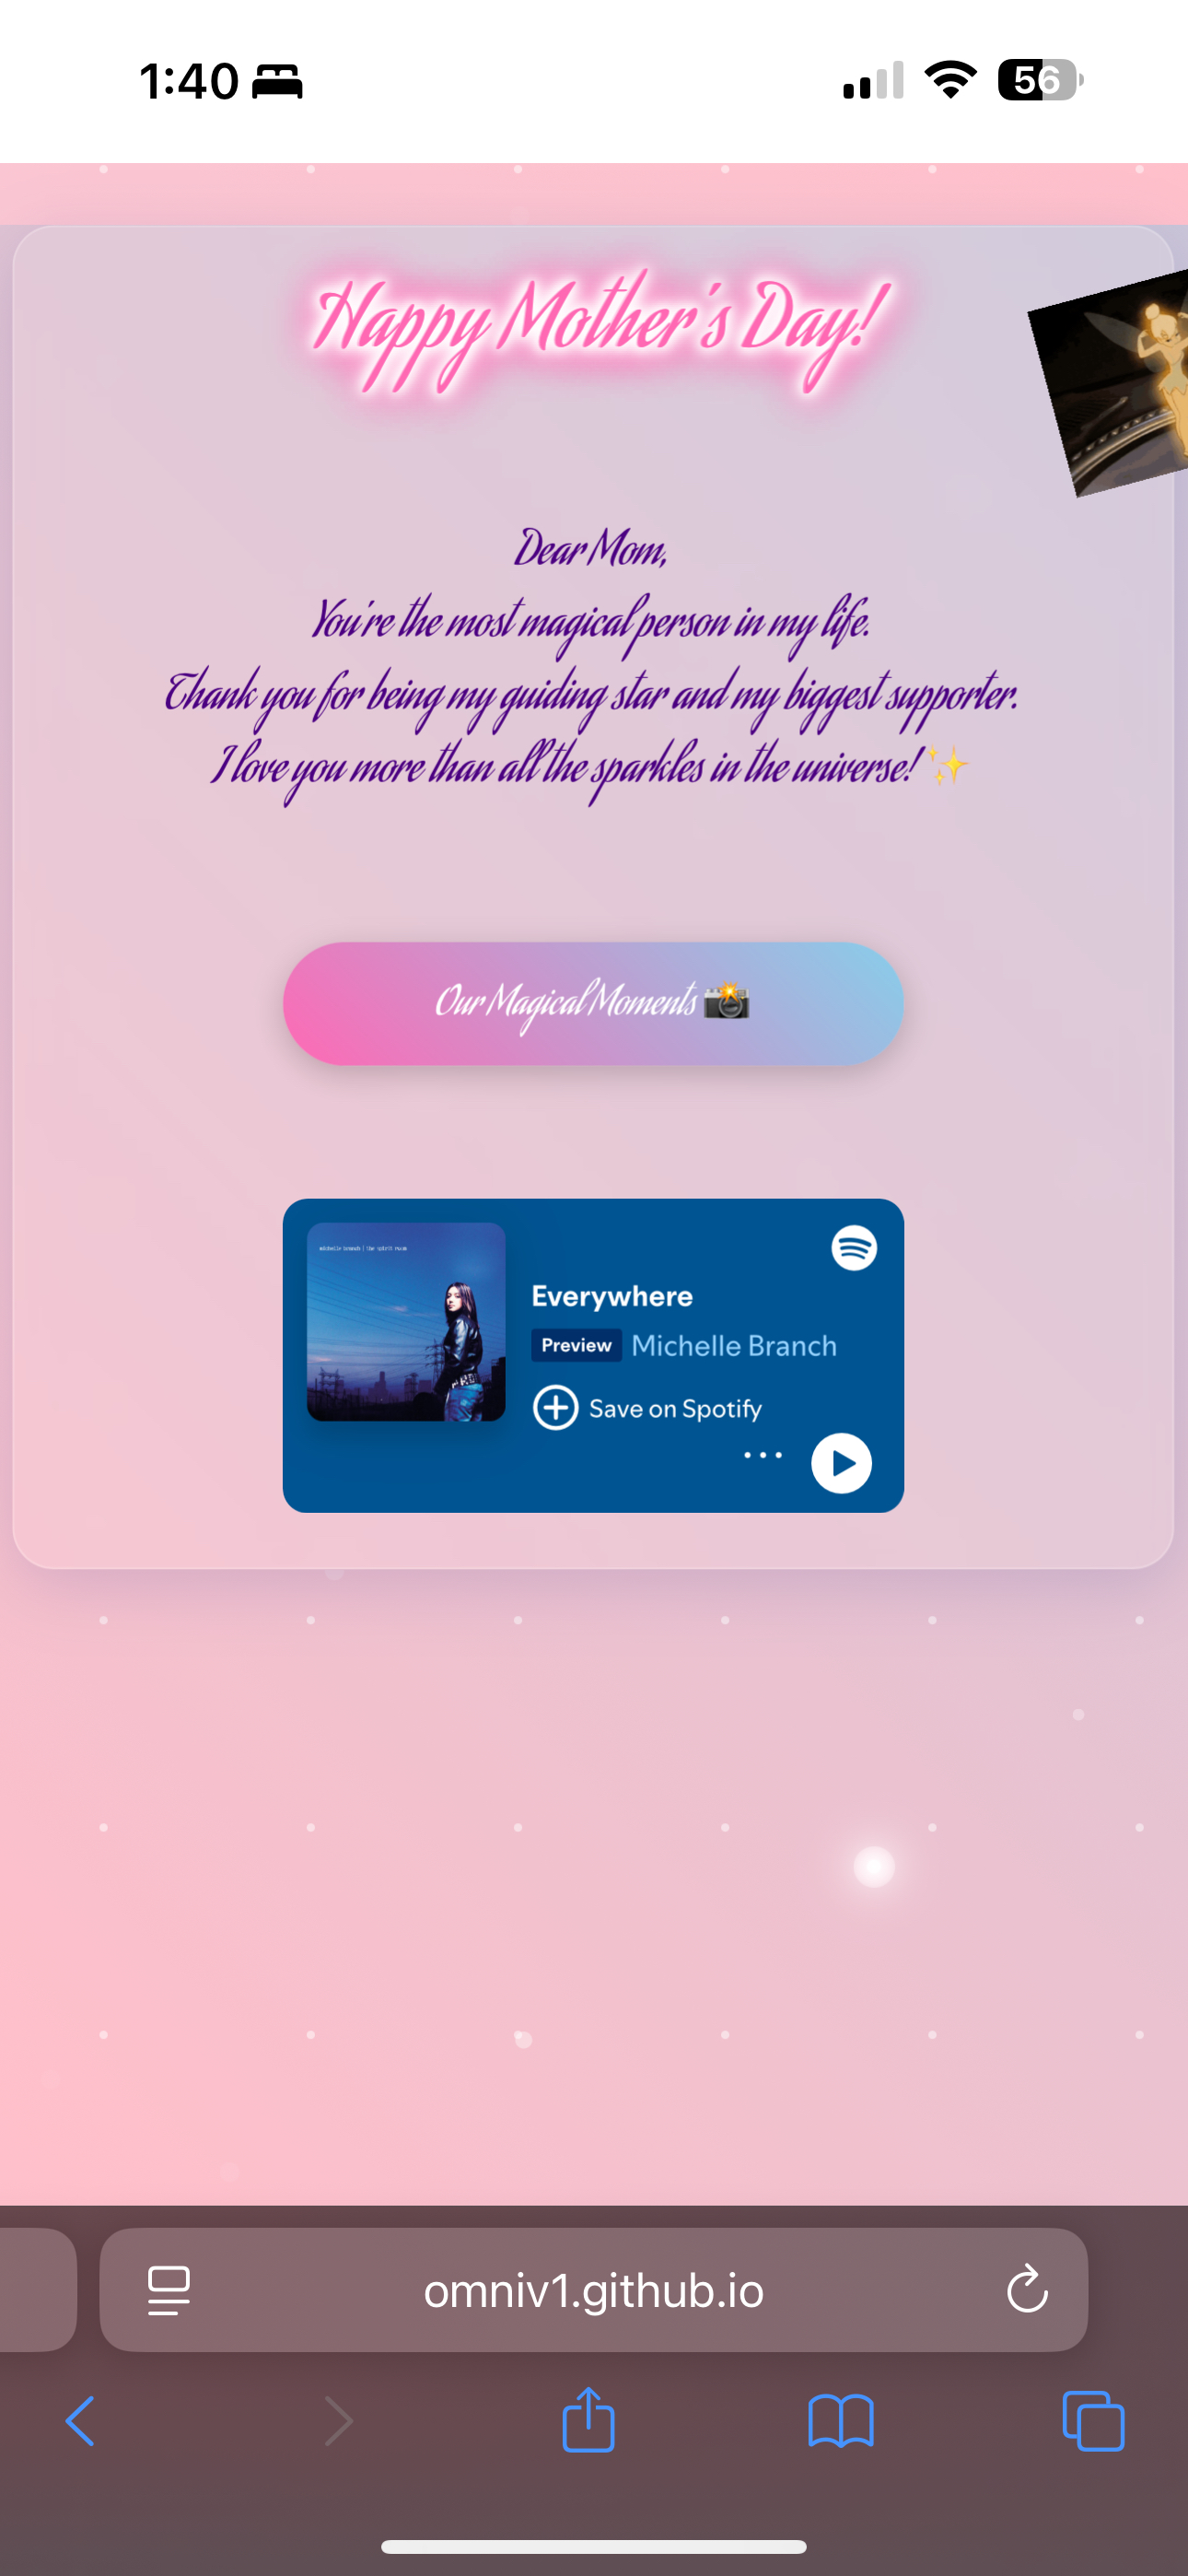 1:40
56
Happy Mother's Day!
Dear Mom,
You're the most magical person in my life.
Thank you for being my guiding star and my biggest supporter.
I love you more than all the sparkles in the universe! ✨
Our Magical Moments 📸
michelle branch | the spirit room
Everywhere
Preview Michelle Branch
Save on Spotify
omniv1.github.io